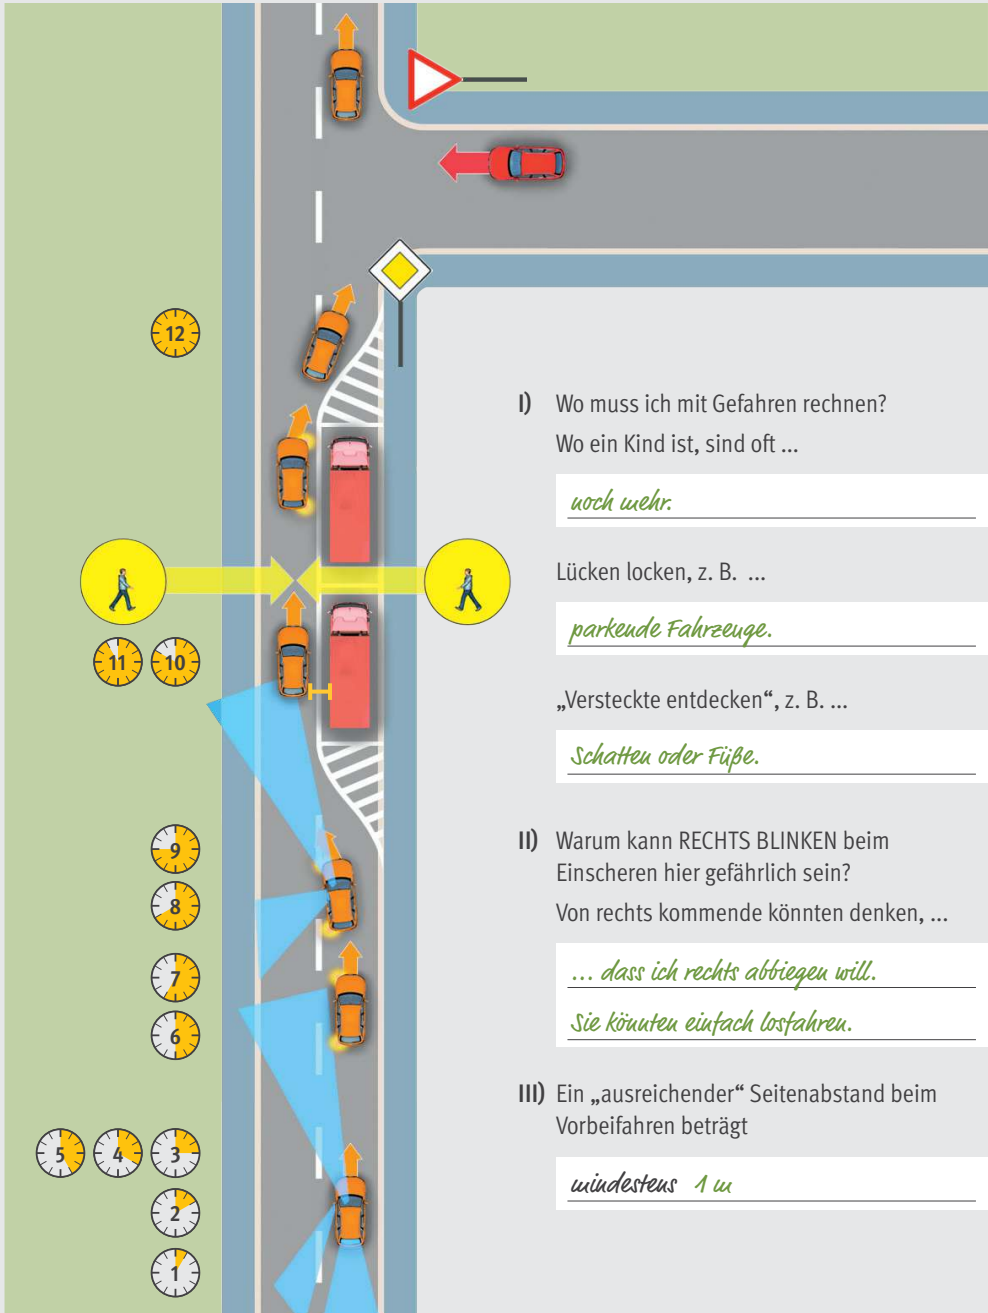 12
11 10
9
8
7
6
5 4 3
2
1
I) Wo muss ich mit Gefahren rechnen?
Wo ein Kind ist, sind oft ...
noch mehr.
Lücken locken, z. B. ...
parkende Fahrzeuge.
„Versteckte entdecken“, z. B. ...
Schatten oder Füße.
II) Warum kann RECHTS BLINKEN beim
Einscheren hier gefährlich sein?
Von rechts kommende könnten denken, ...
... dass ich rechts abbiegen will.
Sie könnten einfach losfahren.
III) Ein „ausreichender“ Seitenabstand beim
Vorbeifahren beträgt
mindestens 1 m